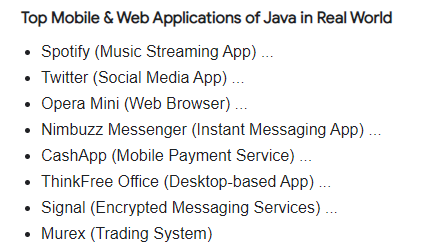 Top Mobile & Web Applications of Java in Real World
• Spotify (Music Streaming App) ...
• Twitter (Social Media App) ...
• Opera Mini (Web Browser) ...
• Nimbuzz Messenger (Instant Messaging App) ...
• CashApp (Mobile Payment Service) ...
• ThinkFree Office (Desktop-based App) ...
• Signal (Encrypted Messaging Services) ...
• Murex (Trading System)